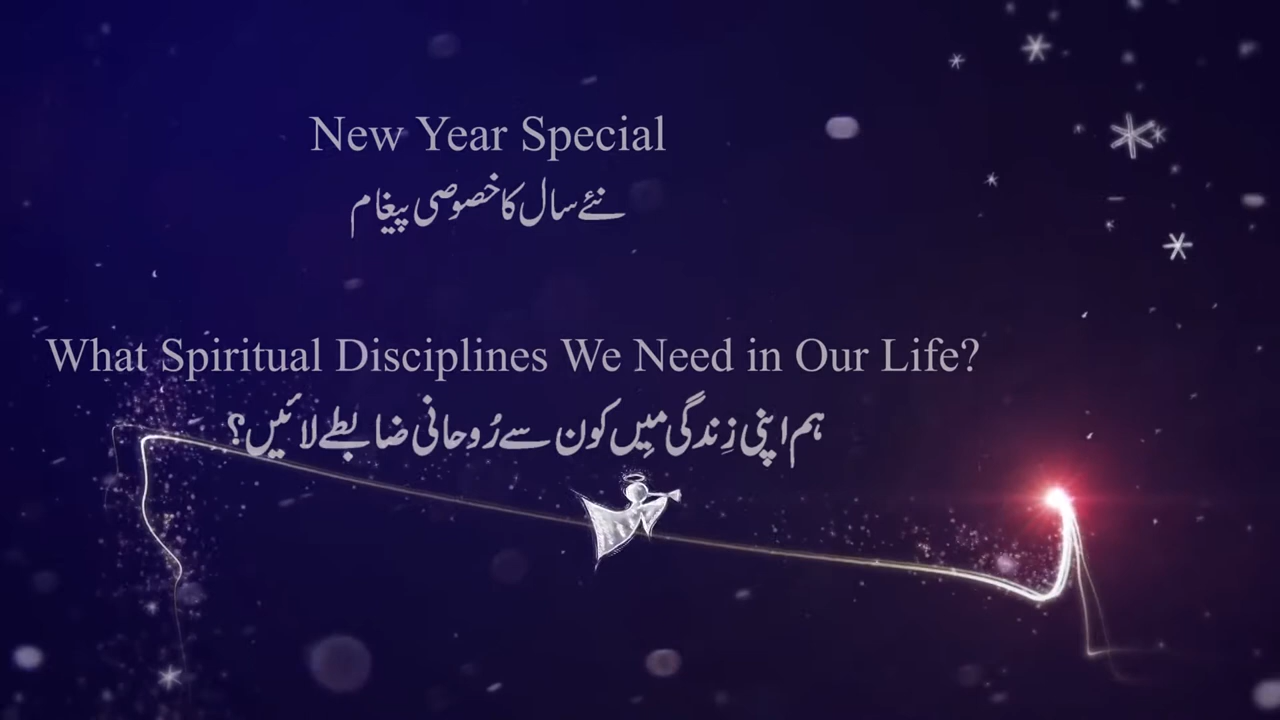 New Year Special
نئے سال کا خصوصی پیغام
What Spiritual Disciplines We Need in Our Life?
ہم اپنی زِندگی میِں کون سے رُوحانی ضابطے لائیں؟